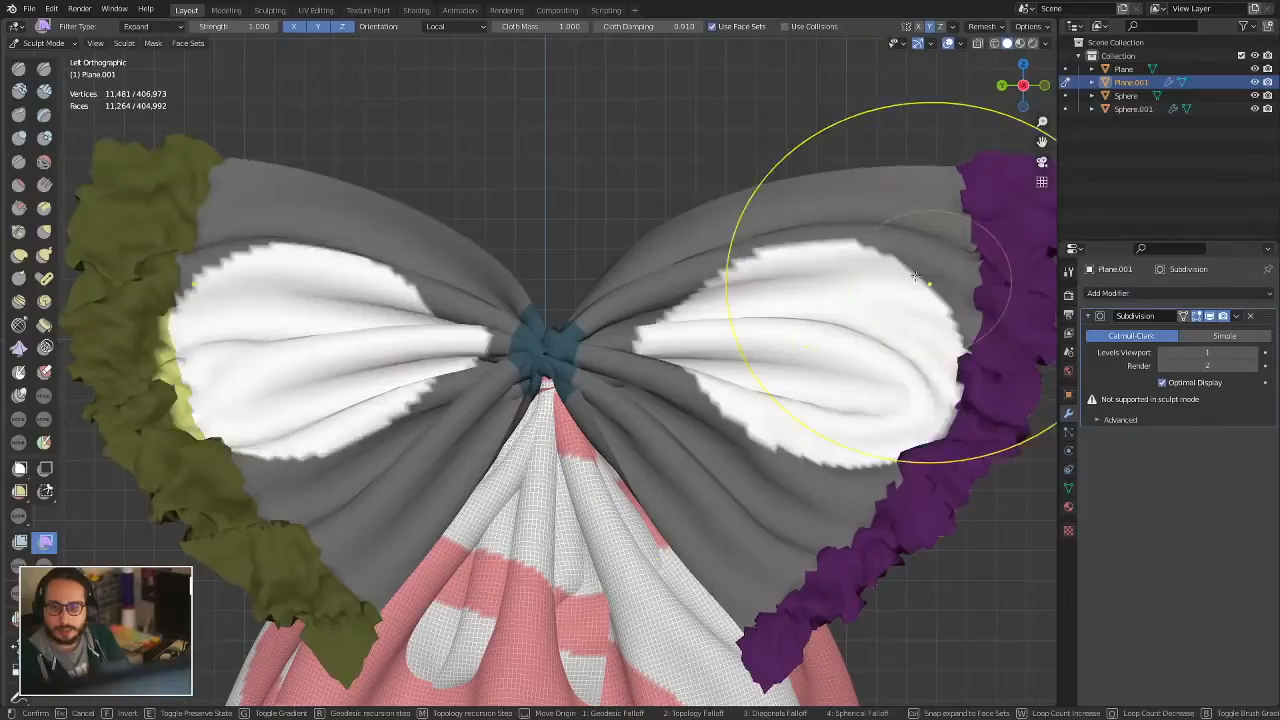 File Edit Render Window Help Layout Modeling Sculpting UV Editing Texture Paint Shading Animation Rendering Compositing Scripting + Scene View Layer
Filter Type: Expand Strength 1.000 X Y Z Orientation: Local Cloth Mass 1.000 Cloth Damping 0.910 Use Face Sets Use Collisions X Y Z Remesh Options
Sculpt Mode View Sculpt Mask Face Sets
Scene Collection
Collection
Plane
Plane.001
Sphere
Sphere.001
Left Orthographic
(1) Plane.001
Vertices 11,481 / 406,973
Faces 11,264 / 404,992
Z
Plane.001 Subdivision
Add Modifier
Subdivision
Catmull-Clark Simple
Levels Viewport 1
Render 2
Optimal Display
Not supported in sculpt mode
Advanced
Confirm Cancel F Invert Toggle Preserve State G Toggle Gradient R Geodesic recursion step Topology recursion Step Move Origin 1: Geodesic Falloff 2: Topology Falloff 3: Diagonals Falloff 4: Spherical Falloff Snap expand to Face Sets Loop Count Increase Loop Count Decrease B Toggle Brush Grad